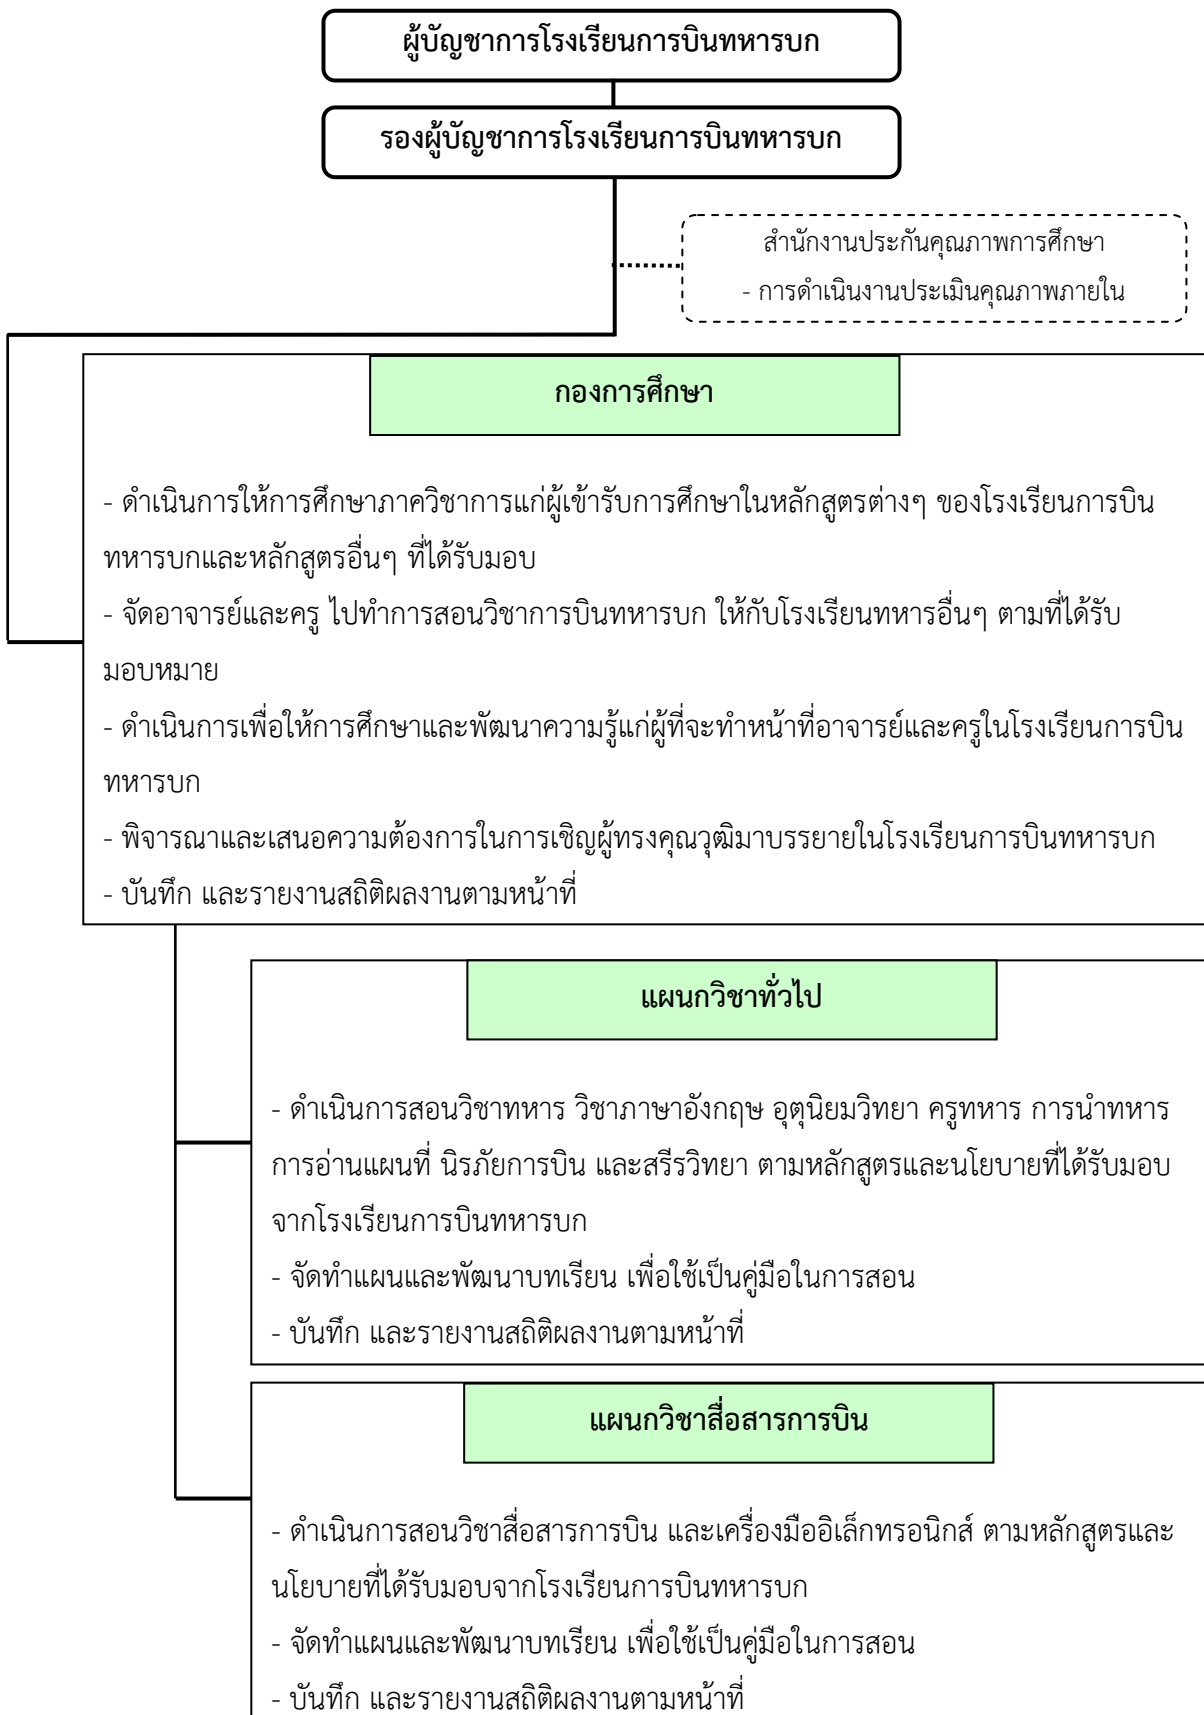 ผู้บัญชาการโรงเรียนการบินทหารบก
รองผู้บัญชาการโรงเรียนการบินทหารบก
สำนักงานประกันคุณภาพการศึกษา
- การดำเนินงานประเมินคุณภาพภายใน
กองการศึกษา
- ดำเนินการให้การศึกษาภาควิชาการแก่ผู้เข้ารับการศึกษาในหลักสูตรต่างๆ ของโรงเรียนการบิน
ทหารบกและหลักสูตรอื่นๆ ที่ได้รับมอบ
- จัดอาจารย์และครู ไปทำการสอนวิชาการบินทหารบก ให้กับโรงเรียนทหารอื่นๆ ตามที่ได้รับ
มอบหมาย
- ดำเนินการเพื่อให้การศึกษาและพัฒนาความรู้แก่ผู้ที่จะทำหน้าที่อาจารย์และครูในโรงเรียนการบิน
ทหารบก
- พิจารณาและเสนอความต้องการในการเชิญผู้ทรงคุณวุฒิมาบรรยายในโรงเรียนการบินทหารบก
- บันทึก และรายงานสถิติผลงานตามหน้าที่
แผนกวิชาทั่วไป
- ดำเนินการสอนวิชาทหาร วิชาภาษาอังกฤษ อุตุนิยมวิทยา ครูทหาร การนำทหาร
การอ่านแผนที่ นิรภัยการบิน และสรีรวิทยา ตามหลักสูตรและนโยบายที่ได้รับมอบ
จากโรงเรียนการบินทหารบก
- จัดทำแผนและพัฒนาบทเรียน เพื่อใช้เป็นคู่มือในการสอน
- บันทึก และรายงานสถิติผลงานตามหน้าที่
แผนกวิชาสื่อสารการบิน
- ดำเนินการสอนวิชาสื่อสารการบิน และเครื่องมืออิเล็กทรอนิกส์ ตามหลักสูตรและ
นโยบายที่ได้รับมอบจากโรงเรียนการบินทหารบก
- จัดทำแผนและพัฒนาบทเรียน เพื่อใช้เป็นคู่มือในการสอน
- บันทึก และรายงานสถิติผลงานตามหน้าที่